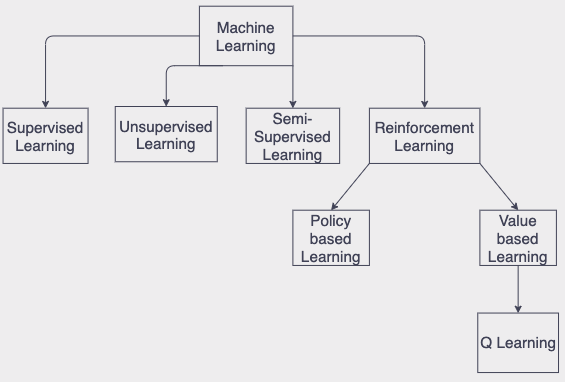 Machine
Learning
Supervised
Learning
Unsupervised
Learning
Semi-
Supervised
Learning
Reinforcement
Learning
Policy
based
Learning
Value
based
Learning
Q Learning